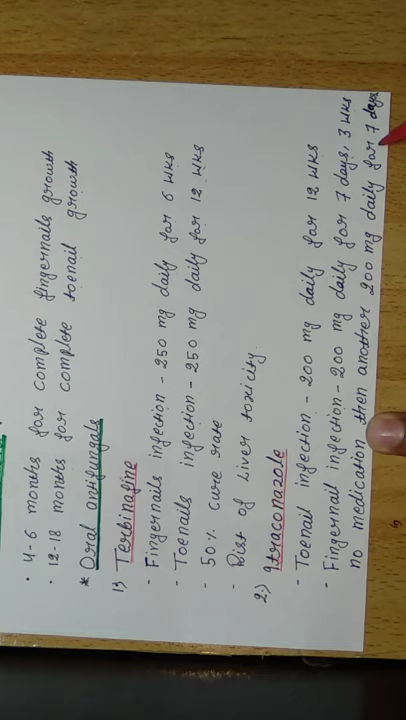 • 4-6 months for complete fingernails growth
• 12-18 months for complete toenail growth
* Oral antifungals
1) Terbinafine
- Fingernails infection - 250 mg daily for 6 wks
- Toenails infection - 250 mg daily for 12 wks
- 50% cure rate
- Risk of Liver toxicity.
2.) Itraconazole
- Toenail infection - 200 mg daily for 12 wks
- Fingernail infection - 200 mg daily for 7 days, 3 wks
no medication then another 200 mg daily for 7 days